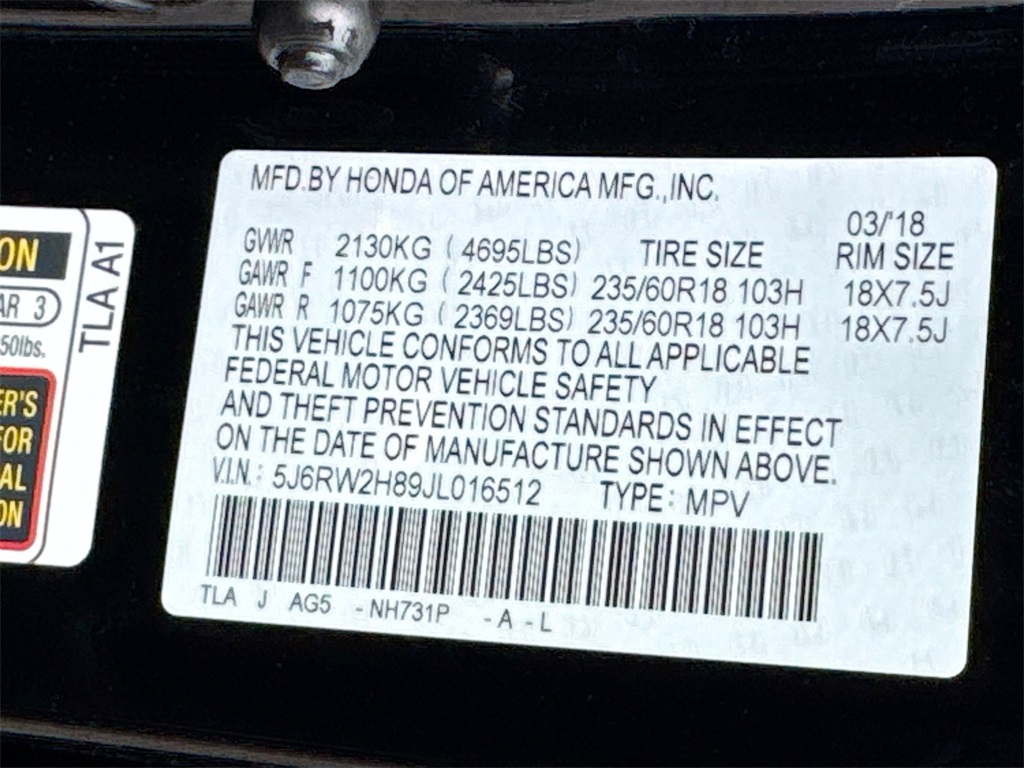 MFD.BY HONDA OF AMERICA MFG.,INC.
03/'18
GVWR 2130KG (4695LBS) TIRE SIZE RIM SIZE
GAWR F 1100KG (2425LBS) 235/60R18 103H 18X7.5J
GAWR R 1075KG (2369LBS) 235/60R18 103H 18X7.5J
THIS VEHICLE CONFORMS TO ALL APPLICABLE
FEDERAL MOTOR VEHICLE SAFETY
AND THEFT PREVENTION STANDARDS IN EFFECT
ON THE DATE OF MANUFACTURE SHOWN ABOVE.
V.I.N.: 5J6RW2H89JL016512 TYPE: MPV
TLA J AG5 -NH731P -A -L
TLA A1
ON
AR 3
50lbs.
ER'S
FOR
AL
ON